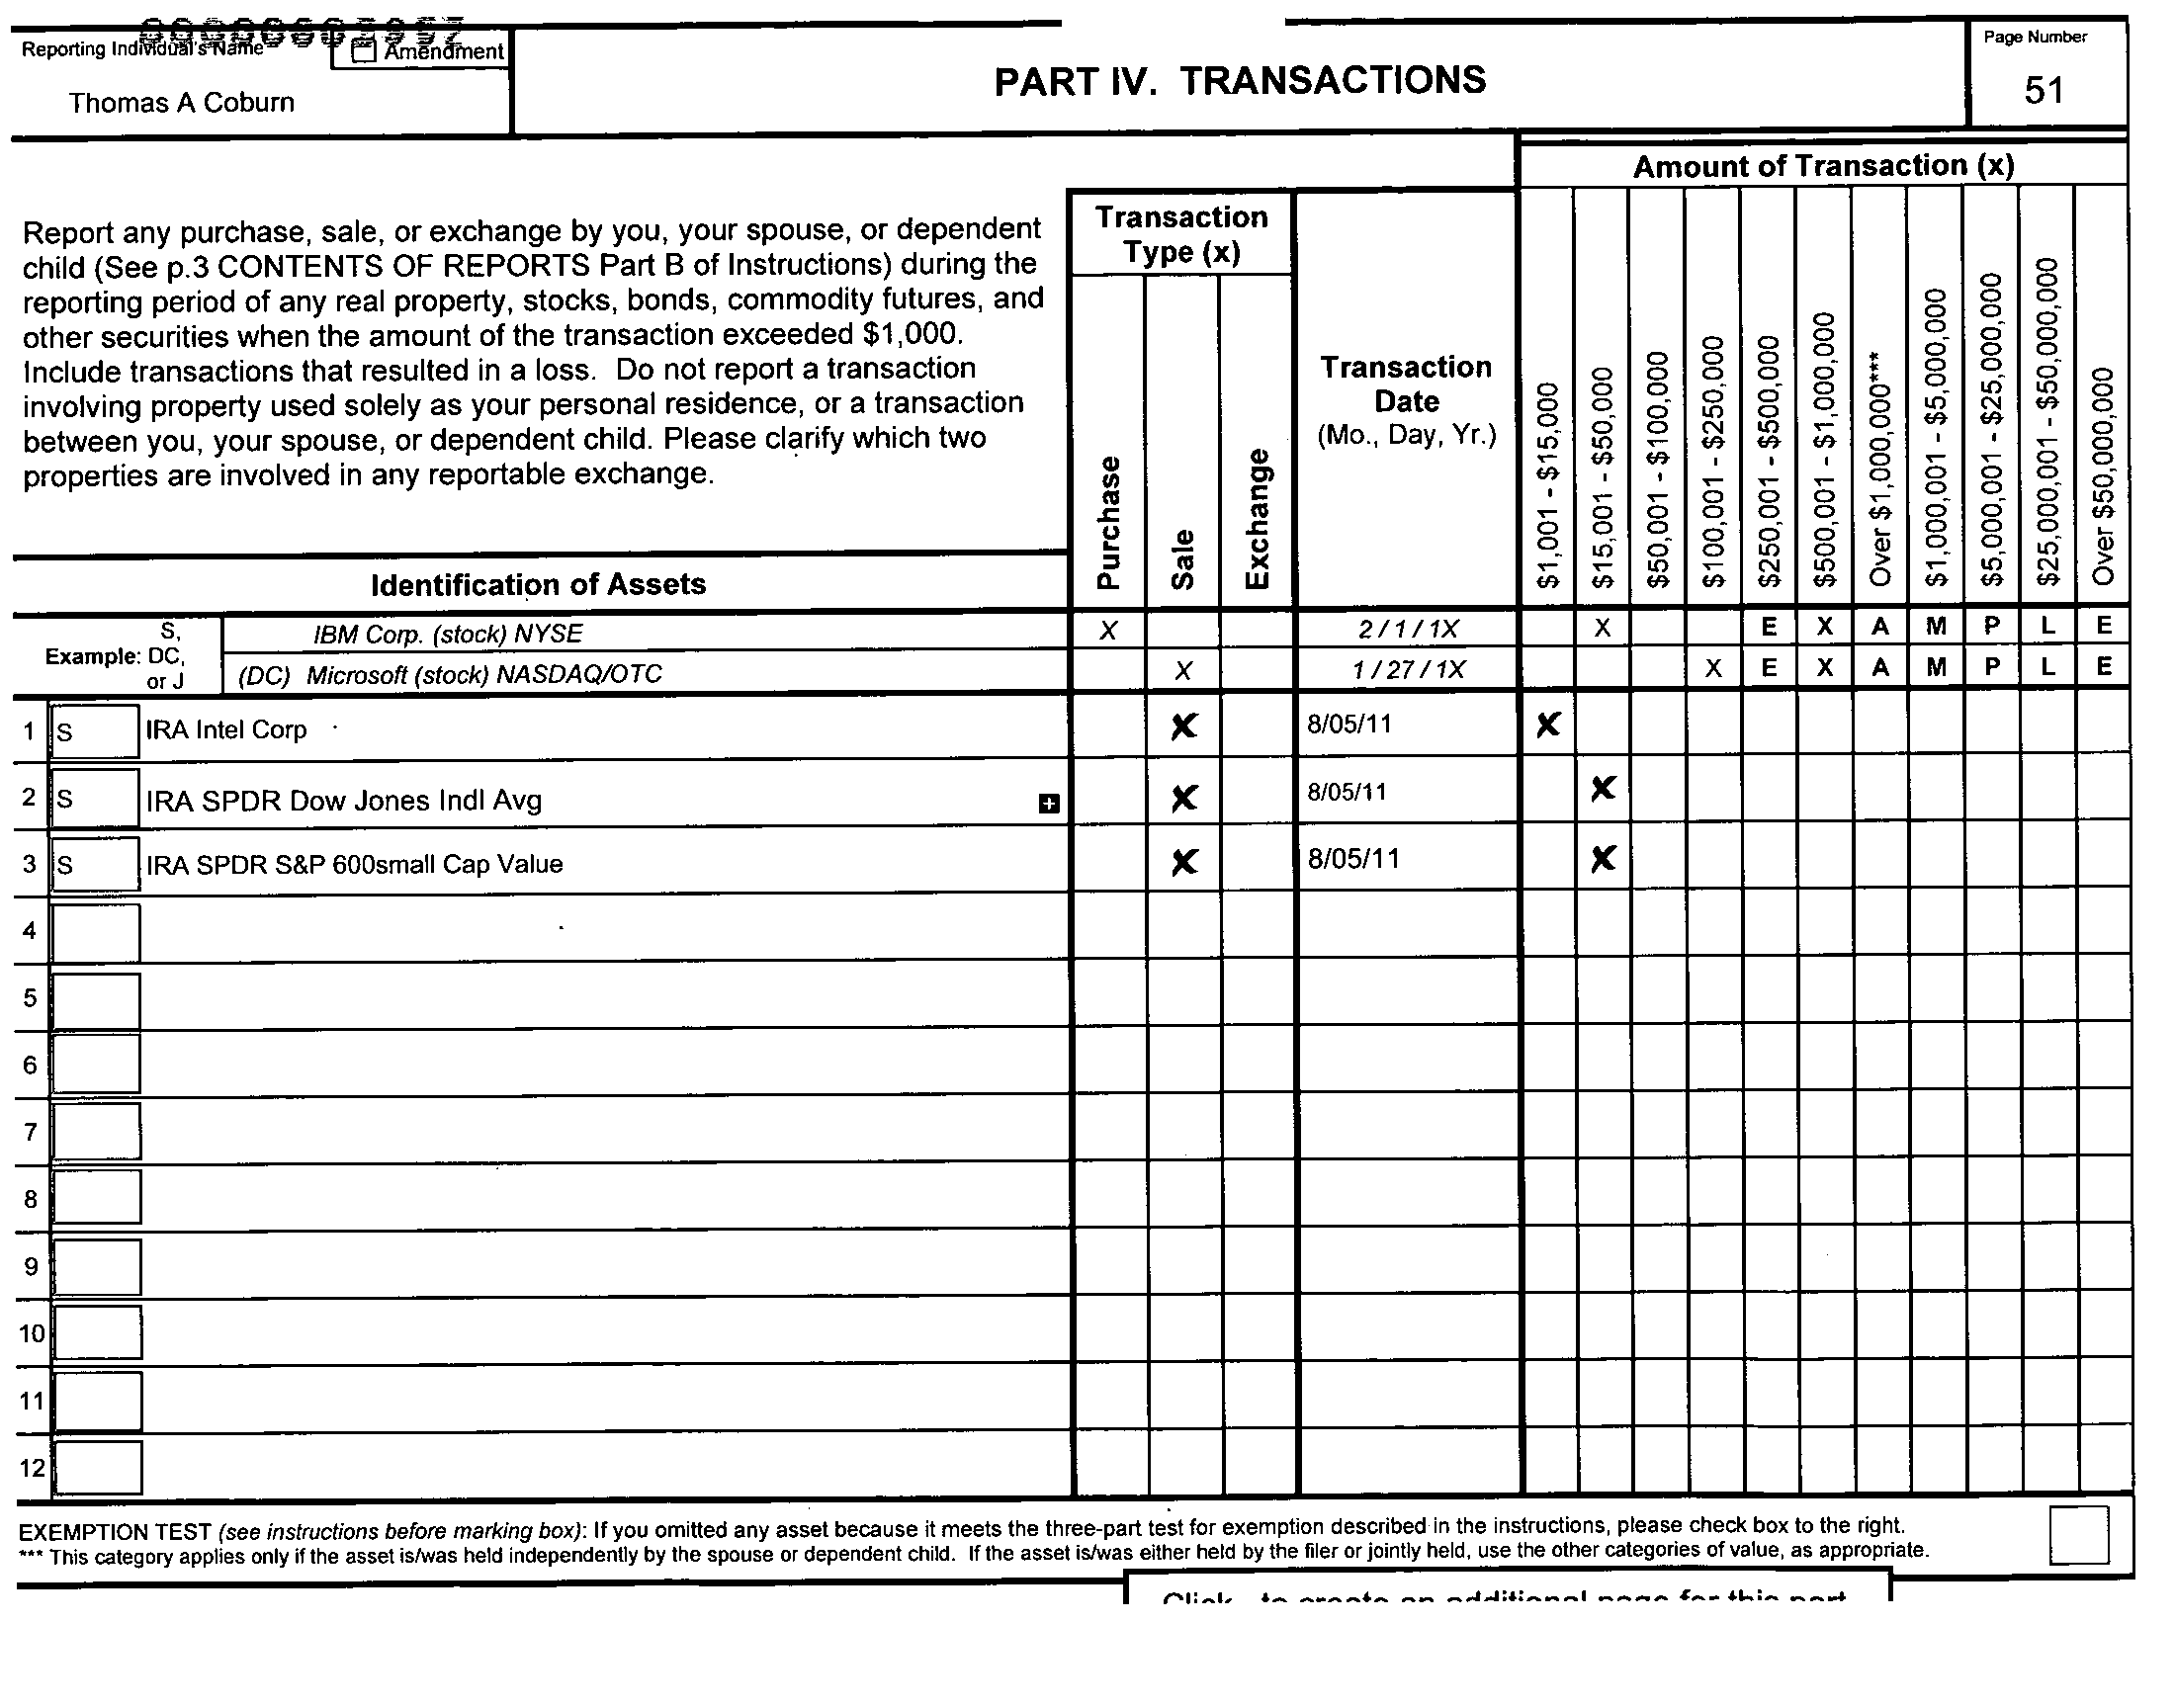 Reporting Individual's Name
Amendment
Thomas A Coburn
PART IV. TRANSACTIONS
Page Number
51
Amount of Transaction (x)
Report any purchase, sale, or exchange by you, your spouse, or dependent
child (See p.3 CONTENTS OF REPORTS Part B of Instructions) during the
reporting period of any real property, stocks, bonds, commodity futures, and
other securities when the amount of the transaction exceeded $1,000.
Include transactions that resulted in a loss. Do not report a transaction
involving property used solely as your personal residence, or a transaction
between you, your spouse, or dependent child. Please clarify which two
properties are involved in any reportable exchange.
Transaction
Type (x)
Purchase
Sale
Exchange
Transaction
Date
(Mo., Day, Yr.)
$1,001 - $15,000
$15,001 - $50,000
$50,001 - $100,000
$100,001 - $250,000
$250,001 - $500,000
$500,001 - $1,000,000
Over $1,000,000***
$1,000,001 - $5,000,000
$5,000,001 - $25,000,000
$25,000,001 - $50,000,000
Over $50,000,000
Identification of Assets
Example: S, DC, or J
IBM Corp. (stock) NYSE X 2 / 1 / 1X X E X A M P L E
(DC) Microsoft (stock) NASDAQ/OTC X 1 / 27 / 1X X E X A M P L E
1 S IRA Intel Corp X 8/05/11 X
2 S IRA SPDR Dow Jones Indl Avg + X 8/05/11 X
3 S IRA SPDR S&P 600small Cap Value X 8/05/11 X
4
5
6
7
8
9
10
11
12
EXEMPTION TEST (see instructions before marking box): If you omitted any asset because it meets the three-part test for exemption described in the instructions, please check box to the right.
*** This category applies only if the asset is/was held independently by the spouse or dependent child. If the asset is/was either held by the filer or jointly held, use the other categories of value, as appropriate.
Click to create an additional page for this part